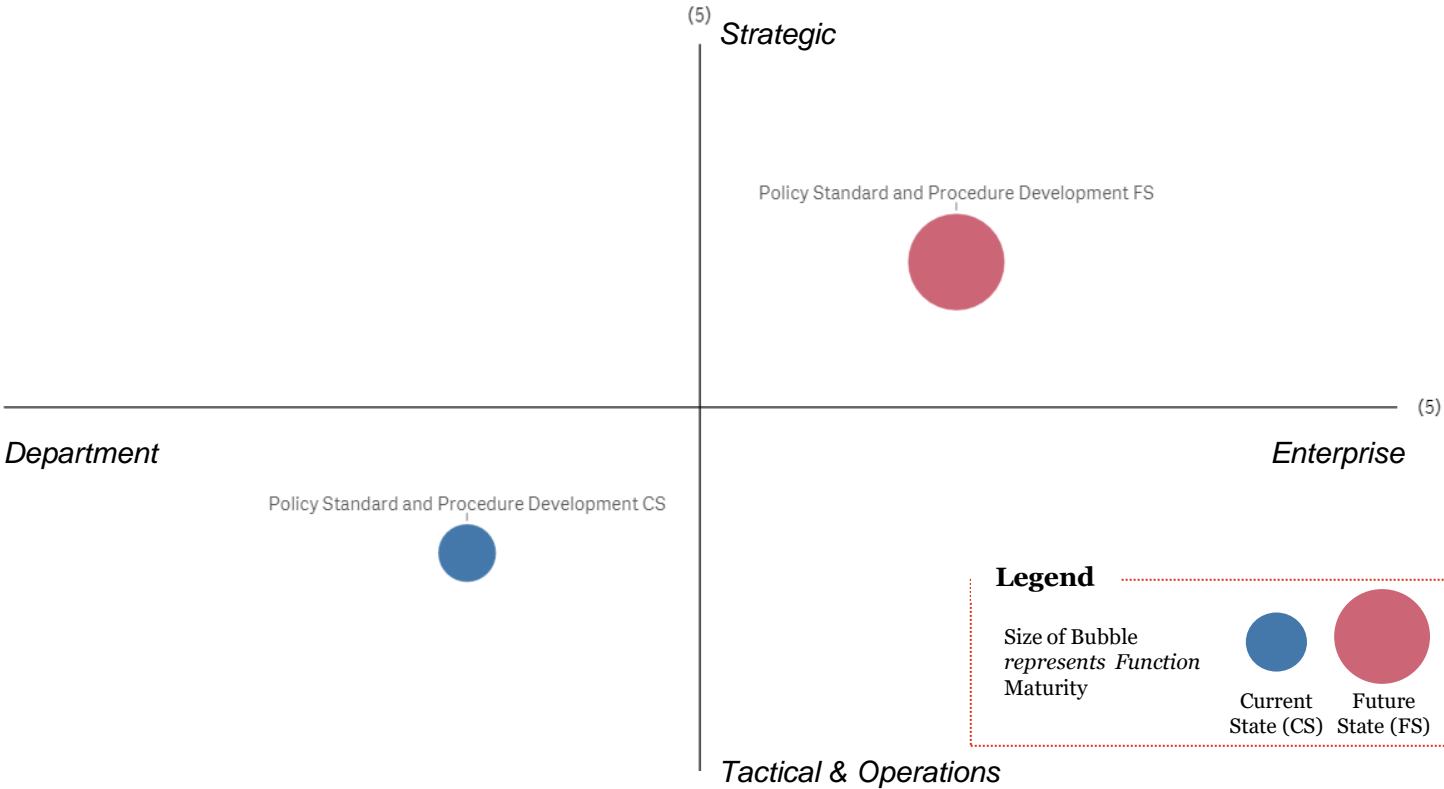 (5)
Strategic
Policy Standard and Procedure Development FS
(5)
Department
Enterprise
Policy Standard and Procedure Development CS
Legend
Size of Bubble
represents Function
Maturity
Current
State (CS)
Future
State (FS)
Tactical & Operations